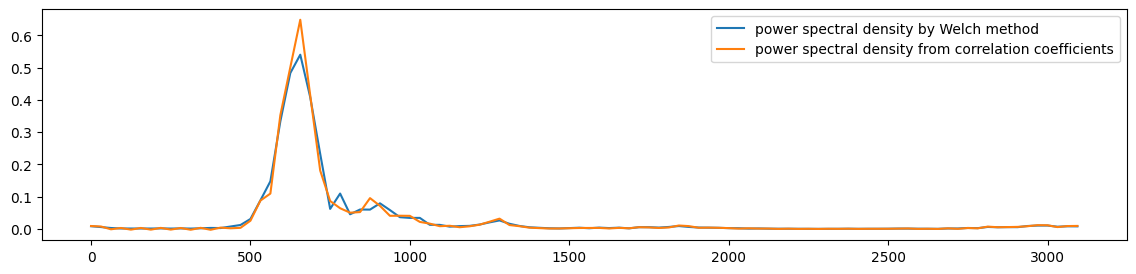 power spectral density by Welch method
power spectral density from correlation coefficients
0.6
0.5
0.4
0.3
0.2
0.1
0.0
0 500 1000 1500 2000 2500 3000